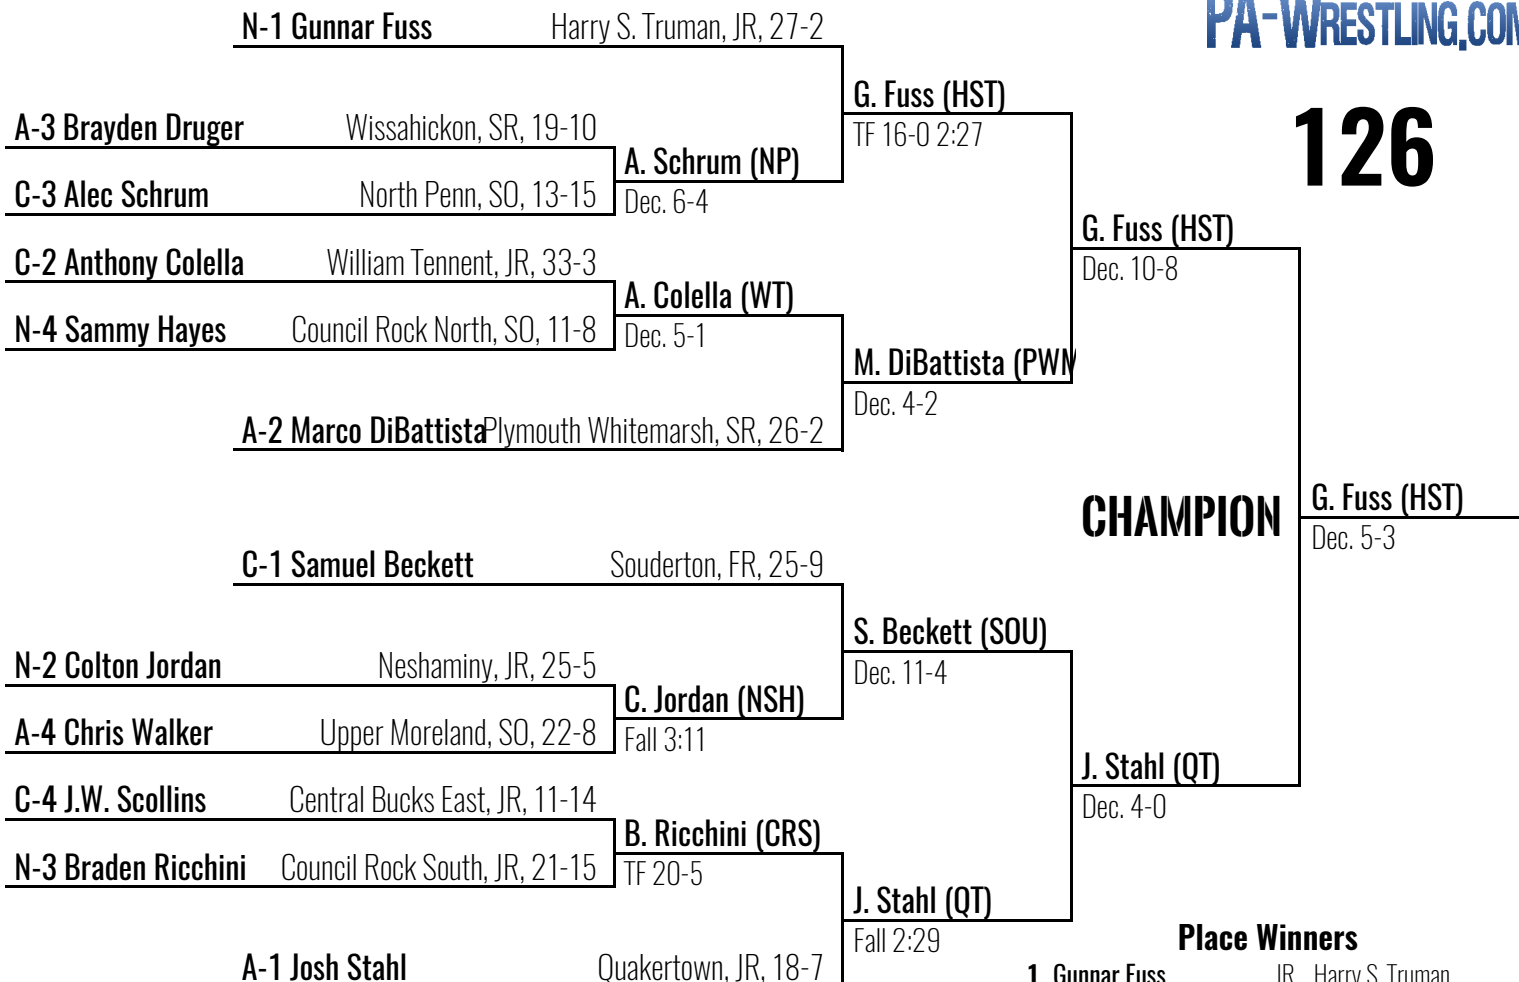 PA-WRESTLING.COM
N-1 Gunnar Fuss Harry S. Truman, JR, 27-2
G. Fuss (HST)
TF 16-0 2:27
126
A-3 Brayden Druger Wissahickon, SR, 19-10
A. Schrum (NP)
Dec. 6-4
C-3 Alec Schrum North Penn, SO, 13-15
G. Fuss (HST)
Dec. 10-8
C-2 Anthony Colella William Tennent, JR, 33-3
A. Colella (WT)
Dec. 5-1
N-4 Sammy Hayes Council Rock North, SO, 11-8
M. DiBattista (PWM
Dec. 4-2
A-2 Marco DiBattista Plymouth Whitemarsh, SR, 26-2
CHAMPION
G. Fuss (HST)
Dec. 5-3
C-1 Samuel Beckett Souderton, FR, 25-9
S. Beckett (SOU)
Dec. 11-4
N-2 Colton Jordan Neshaminy, JR, 25-5
C. Jordan (NSH)
Fall 3:11
A-4 Chris Walker Upper Moreland, SO, 22-8
J. Stahl (QT)
Dec. 4-0
C-4 J.W. Scollins Central Bucks East, JR, 11-14
B. Ricchini (CRS)
TF 20-5
N-3 Braden Ricchini Council Rock South, JR, 21-15
J. Stahl (QT)
Fall 2:29
A-1 Josh Stahl Quakertown, JR, 18-7
Place Winners
1 Gunnar Fuss JR Harry S. Truman